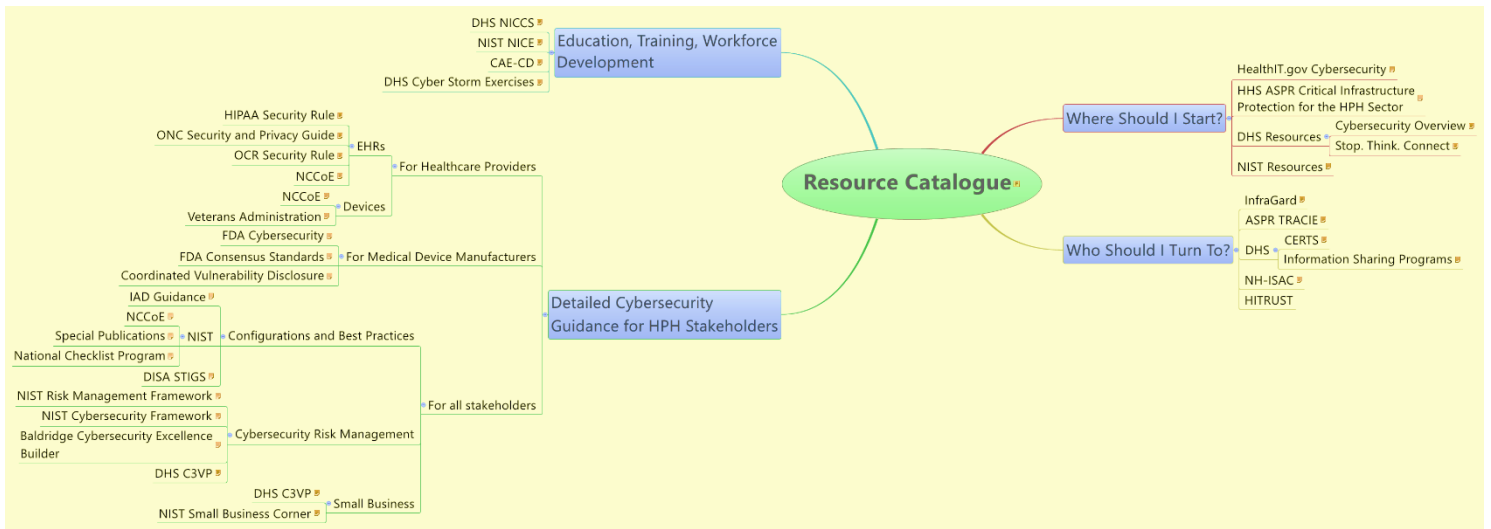 DHS NICCS
NIST NICE
CAE-CD
DHS Cyber Storm Exercises
Education, Training, Workforce
Development
HIPAA Security Rule
ONC Security and Privacy Guide
OCR Security Rule
NCCoE
EHRs
NCCoE
Veterans Administration
Devices
For Healthcare Providers
FDA Cybersecurity
FDA Consensus Standards
Coordinated Vulnerability Disclosure
For Medical Device Manufacturers
IAD Guidance
NCCoE
Special Publications
National Checklist Program
NIST
DISA STIGS
Configurations and Best Practices
NIST Risk Management Framework
NIST Cybersecurity Framework
Baldridge Cybersecurity Excellence
Builder
DHS C3VP
Cybersecurity Risk Management
DHS C3VP
NIST Small Business Corner
Small Business
For all stakeholders
Detailed Cybersecurity
Guidance for HPH Stakeholders
Resource Catalogue
Where Should I Start?
HealthIT.gov Cybersecurity
HHS ASPR Critical Infrastructure
Protection for the HPH Sector
DHS Resources
Cybersecurity Overview
Stop. Think. Connect
NIST Resources
Who Should I Turn To?
InfraGard
ASPR TRACIE
DHS
CERTS
Information Sharing Programs
NH-ISAC
HITRUST